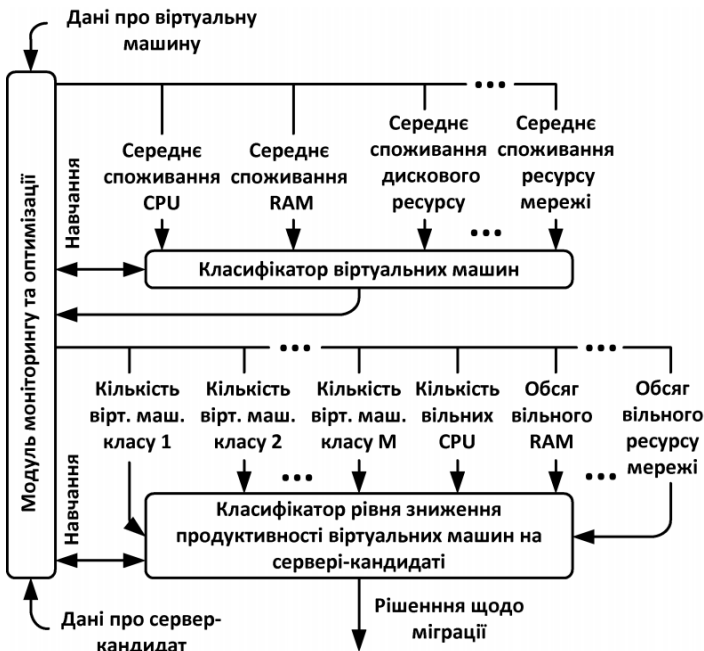 Дані про віртуальну
машину
Модуль моніторингу та оптимізації
Середнє
споживання
CPU
Середнє
споживання
RAM
Середнє
споживання
дискового
ресурсу
Середнє
споживання
ресурсу
мережі
Навчання
Класифікатор віртуальних машин
Кількість
вірт. маш.
класу 1
Кількість
вірт. маш.
класу 2
Кількість
вірт. маш.
класу M
Кількість
вільних
CPU
Обсяг
вільного
RAM
Обсяг
вільного
ресурсу
мережі
Навчання
Класифікатор рівня зниження
продуктивності віртуальних машин на
сервері-кандидаті
Дані про сервер-
кандидат
Рішенння щодо
міграції